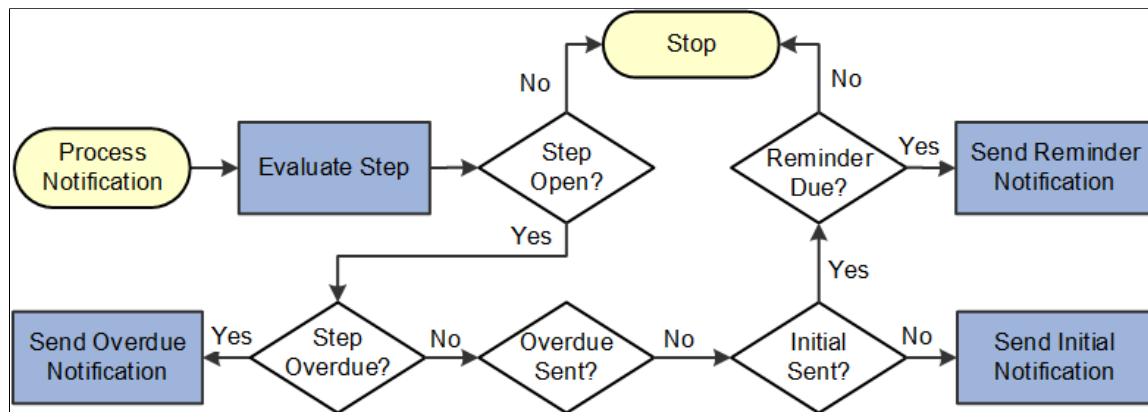 Stop
No
No
Process
Notification
Evaluate Step
Step
Open?
Reminder
Due?
Yes
Send Reminder
Notification
Yes
Yes
Send Overdue
Notification
Yes
Step
Overdue?
No
Overdue
Sent?
No
Initial
Sent?
No
Send Initial
Notification